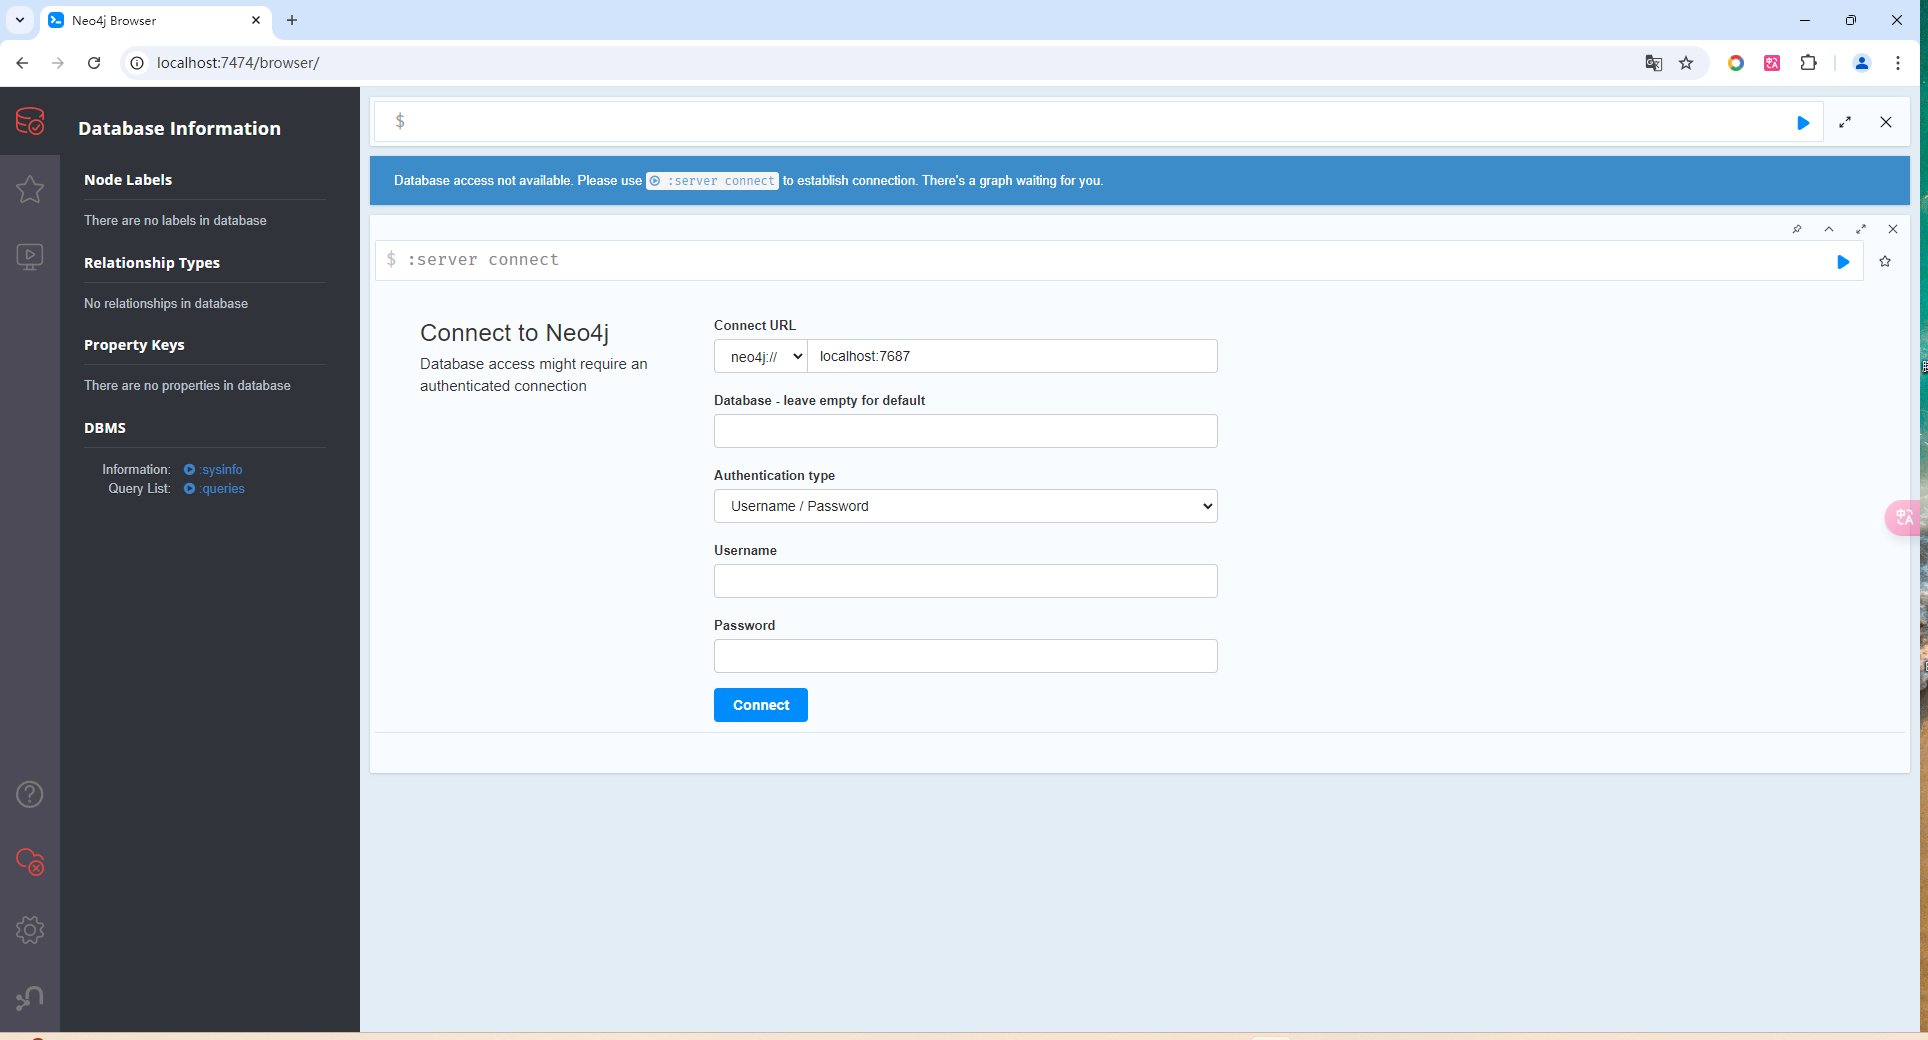 Neo4j Browser
localhost:7474/browser/
Database Information
Node Labels
There are no labels in database
Relationship Types
No relationships in database
Property Keys
There are no properties in database
DBMS
Information: :sysinfo
Query List: :queries
$
Database access not available. Please use :server connect to establish connection. There's a graph waiting for you.
$ :server connect
Connect to Neo4j
Database access might require an
authenticated connection
Connect URL
neo4j:// localhost:7687
Database - leave empty for default
Authentication type
Username / Password
Username
Password
Connect